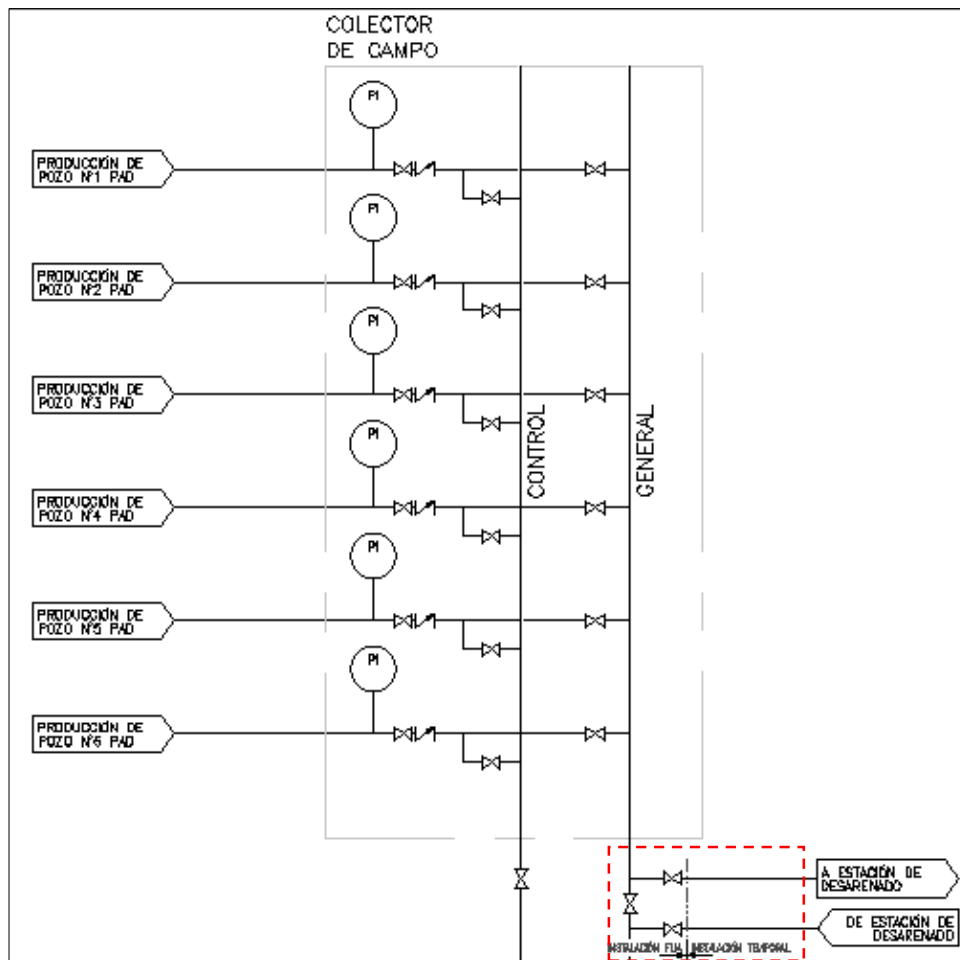 COLECTOR
DE CAMPO
PI
PRODUCCIÓN DE
POZO Nº1 PAD
PI
PRODUCCIÓN DE
POZO Nº2 PAD
PI
PRODUCCIÓN DE
POZO Nº3 PAD
PI
PRODUCCIÓN DE
POZO Nº4 PAD
CONTROL
GENERAL
PI
PRODUCCIÓN DE
POZO Nº5 PAD
PI
PRODUCCIÓN DE
POZO Nº6 PAD
A ESTACIÓN DE
DESARENADO
DE ESTACIÓN DE
DESARENADO
INSTALACIÓN FIJA
INSTALACIÓN TEMPORAL